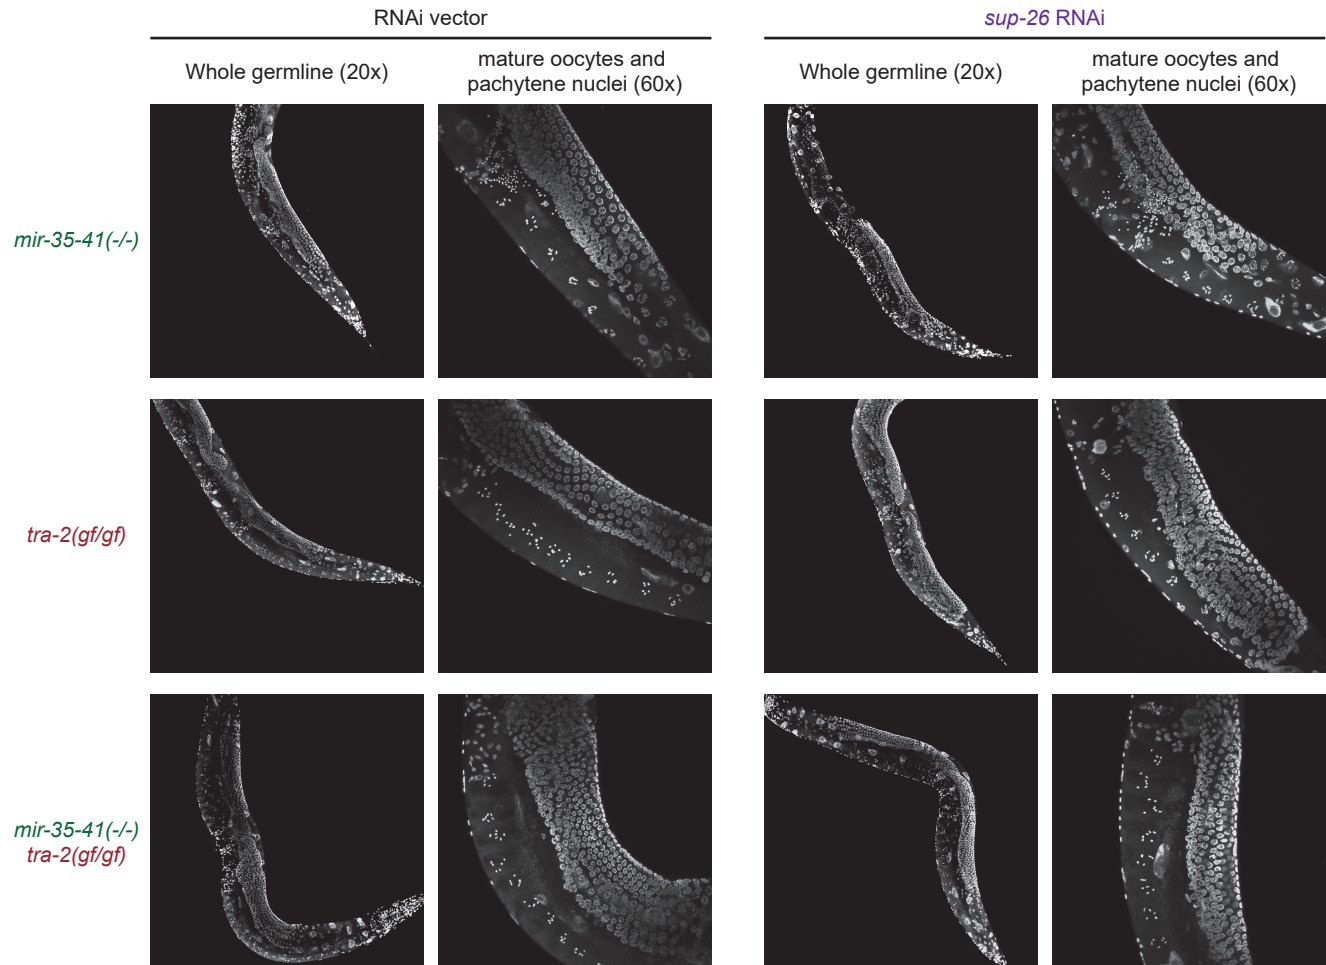 RNAi vector
sup-26 RNAi
Whole germline (20x)
mature oocytes and
pachytene nuclei (60x)
Whole germline (20x)
mature oocytes and
pachytene nuclei (60x)
mir-35-41(-/-)
tra-2(gf/gf)
mir-35-41(-/-)
tra-2(gf/gf)